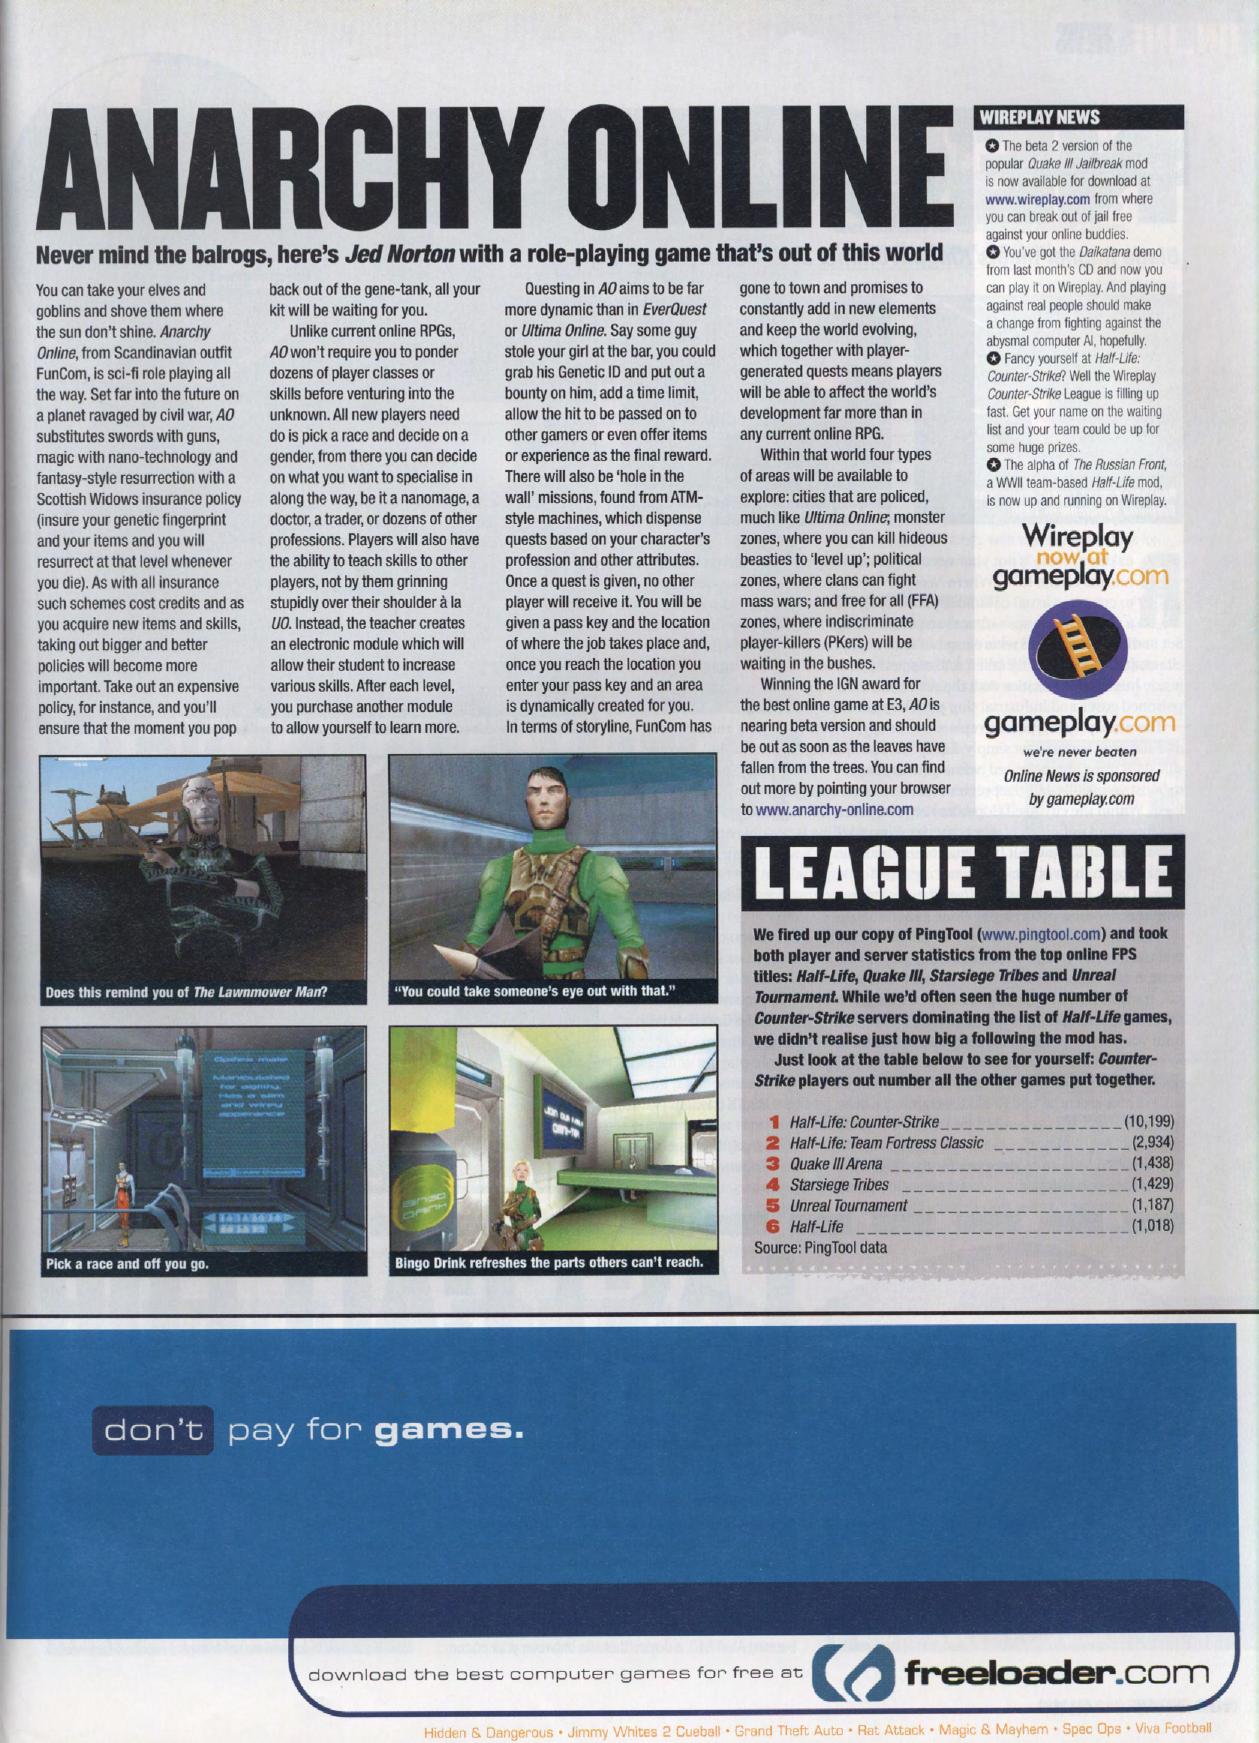 ANARCHY ONLINE
Never mind the balrogs, here's Jed Norton with a role-playing game that's out of this world
You can take your elves and
goblins and shove them where
the sun don't shine. Anarchy
Online, from Scandinavian outfit
FunCom, is sci-fi role playing all
the way. Set far into the future on
a planet ravaged by civil war, AO
substitutes swords with guns,
magic with nano-technology and
fantasy-style resurrection with a
Scottish Widows insurance policy
(insure your genetic fingerprint
and your items and you will
resurrect at that level whenever
you die). As with all insurance
such schemes cost credits and as
you acquire new items and skills,
taking out bigger and better
policies will become more
important. Take out an expensive
policy, for instance, and you'll
ensure that the moment you pop
back out of the gene-tank, all your
kit will be waiting for you.
Unlike current online RPGs,
AO won't require you to ponder
dozens of player classes or
skills before venturing into the
unknown. All new players need
do is pick a race and decide on a
gender, from there you can decide
on what you want to specialise in
along the way, be it a nanomage, a
doctor, a trader, or dozens of other
professions. Players will also have
the ability to teach skills to other
players, not by them grinning
stupidly over their shoulder à la
UO. Instead, the teacher creates
an electronic module which will
allow their student to increase
various skills. After each level,
you purchase another module
to allow yourself to learn more.
Questing in AO aims to be far
more dynamic than in EverQuest
or Ultima Online. Say some guy
stole your girl at the bar, you could
grab his Genetic ID and put out a
bounty on him, add a time limit,
allow the hit to be passed on to
other gamers or even offer items
or experience as the final reward.
There will also be 'hole in the
wall' missions, found from ATM-
style machines, which dispense
quests based on your character's
profession and other attributes.
Once a quest is given, no other
player will receive it. You will be
given a pass key and the location
of where the job takes place and,
once you reach the location you
enter your pass key and an area
is dynamically created for you.
In terms of storyline, FunCom has
gone to town and promises to
constantly add in new elements
and keep the world evolving,
which together with player-
generated quests means players
will be able to affect the world's
development far more than in
any current online RPG.
Within that world four types
of areas will be available to
explore: cities that are policed,
much like Ultima Online; monster
zones, where you can kill hideous
beasties to 'level up'; political
zones, where clans can fight
mass wars; and free for all (FFA)
zones, where indiscriminate
player-killers (PKers) will be
waiting in the bushes.
Winning the IGN award for
the best online game at E3, AO is
nearing beta version and should
be out as soon as the leaves have
fallen from the trees. You can find
out more by pointing your browser
to www.anarchy-online.com
WIREPLAY NEWS
The beta 2 version of the
popular Quake III Jailbreak mod
is now available for download at
www.wireplay.com from where
you can break out of jail free
against your online buddies.
You've got the Daikatana demo
from last month's CD and now you
can play it on Wireplay. And playing
against real people should make
a change from fighting against the
abysmal computer AI, hopefully.
Fancy yourself at Half-Life:
Counter-Strike? Well the Wireplay
Counter-Strike League is filling up
fast. Get your name on the waiting
list and your team could be up for
some huge prizes.
The alpha of The Russian Front,
a WWII team-based Half-Life mod,
is now up and running on Wireplay.
Wireplay
now at
gameplay.com
gameplay.com
we're never beaten
Online News is sponsored
by gameplay.com
Does this remind you of The Lawnmower Man?
"You could take someone's eye out with that."
Opifex male
Manipulated
for agility.
Has a slim
and wirey
appearance
Pick a race and off you go.
JOIN OUR
OMNI-TEK
BINGO
DRINK
Bingo Drink refreshes the parts others can't reach.
LEAGUE TABLE
We fired up our copy of PingTool (www.pingtool.com) and took
both player and server statistics from the top online FPS
titles: Half-Life, Quake III, Starsiege Tribes and Unreal
Tournament. While we'd often seen the huge number of
Counter-Strike servers dominating the list of Half-Life games,
we didn't realise just how big a following the mod has.
Just look at the table below to see for yourself: Counter-
Strike players out number all the other games put together.
1 Half-Life: Counter-Strike (10,199)
2 Half-Life: Team Fortress Classic (2,934)
3 Quake III Arena (1,438)
4 Starsiege Tribes (1,429)
5 Unreal Tournament (1,187)
6 Half-Life (1,018)
Source: PingTool data
don't pay for games.
download the best computer games for free at freeloader.com
Hidden & Dangerous • Jimmy Whites 2 Cueball • Grand Theft Auto • Rat Attack • Magic & Mayhem • Spec Ops • Viva Football